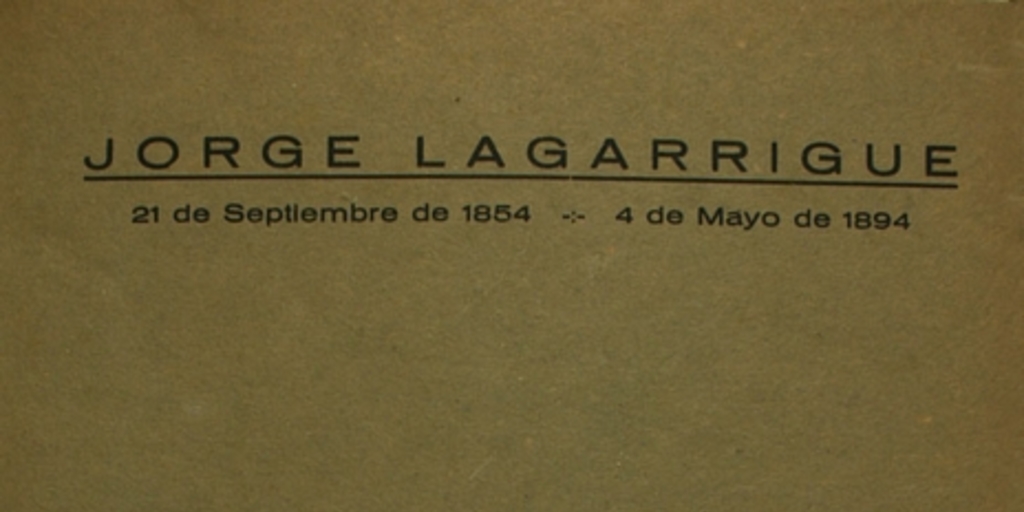 JORGE LAGARRIGUE
21 de Septiembre de 1854 -:- 4 de Mayo de 1894